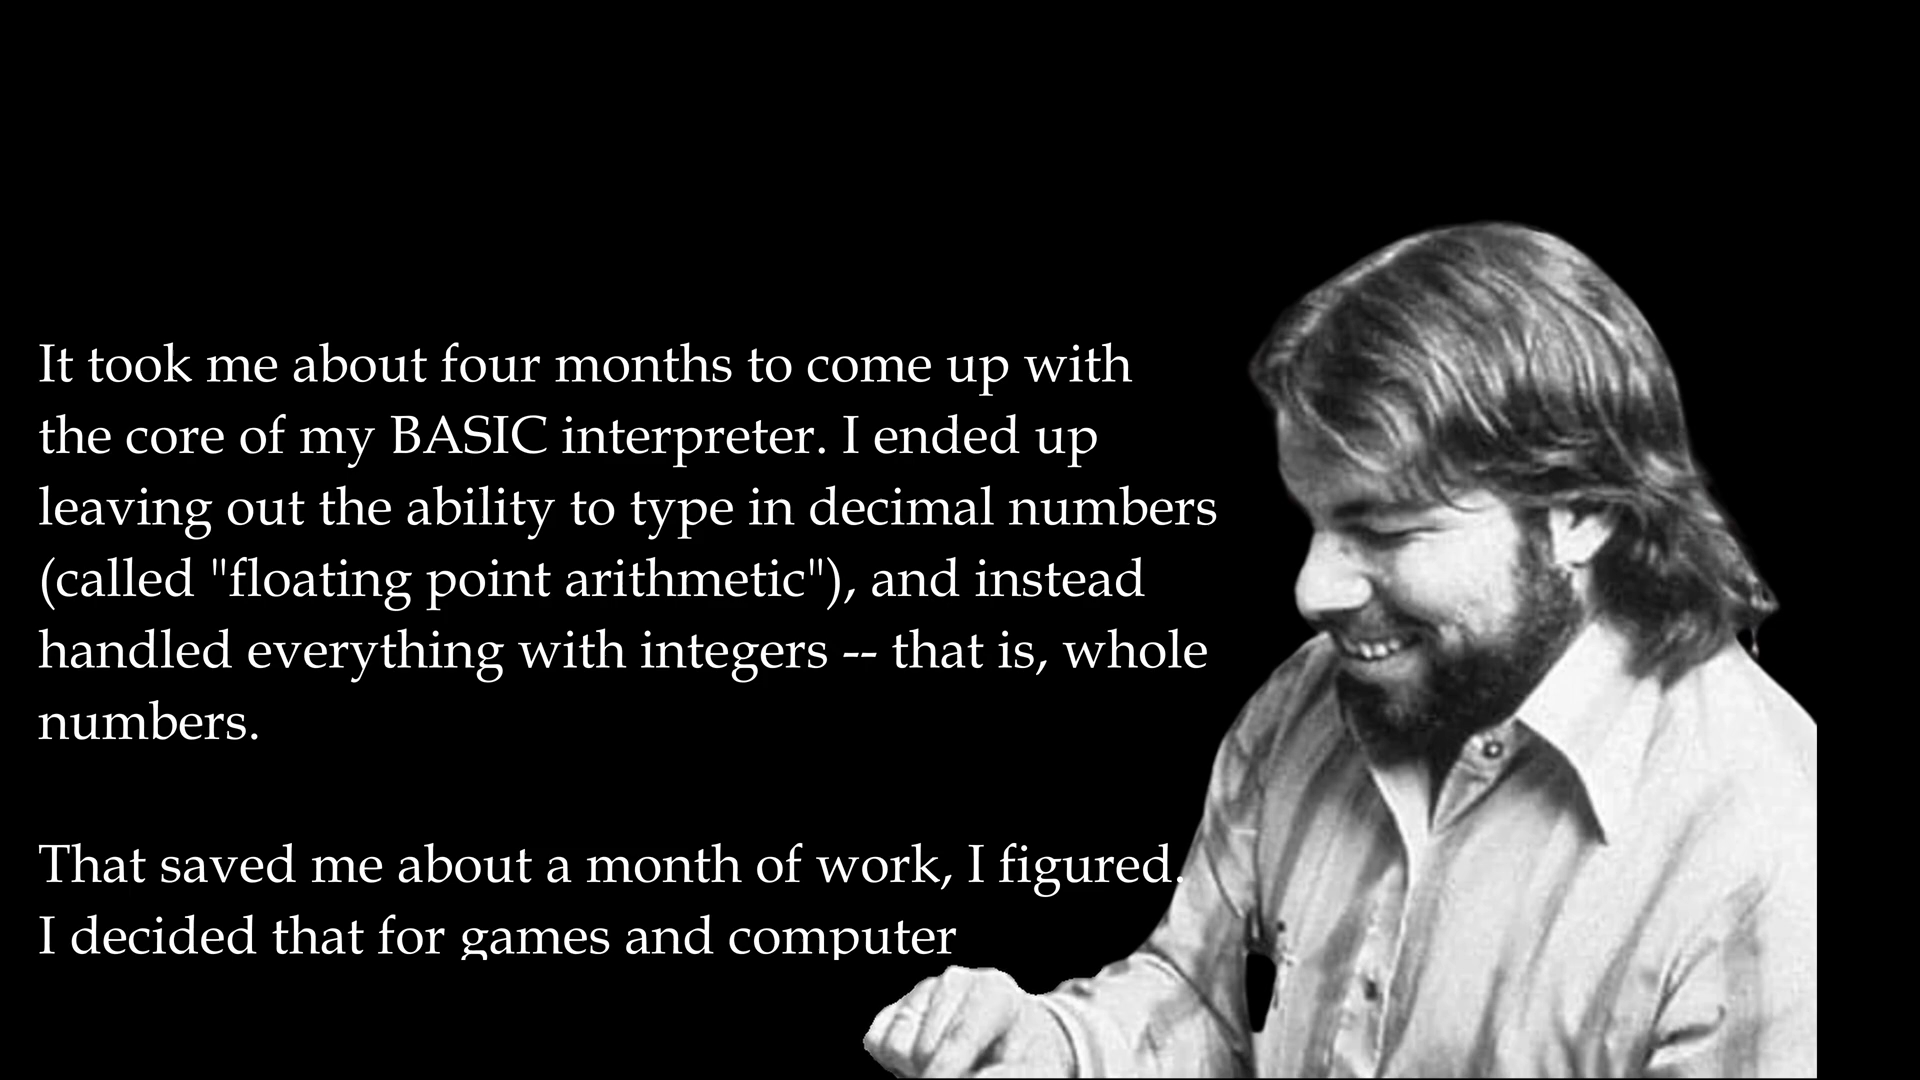 It took me about four months to come up with
the core of my BASIC interpreter. I ended up
leaving out the ability to type in decimal numbers
(called "floating point arithmetic"), and instead
handled everything with integers -- that is, whole
numbers.
That saved me about a month of work, I figured.
I decided that for games and computer